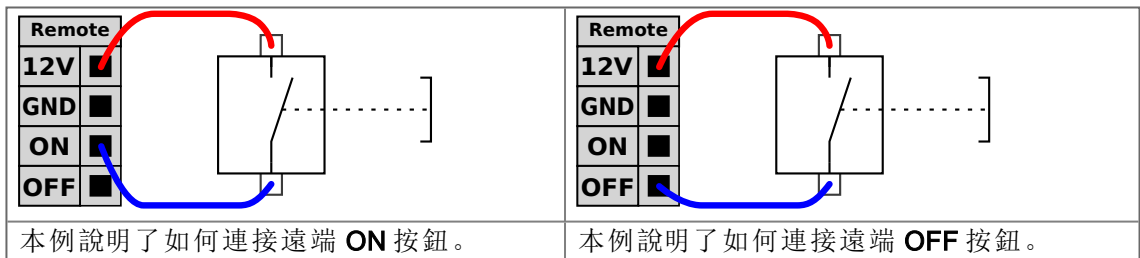 Remote
12V
GND
ON
OFF
本例說明了如何連接遠端 ON 按鈕。
Remote
12V
GND
ON
OFF
本例說明了如何連接遠端 OFF 按鈕。